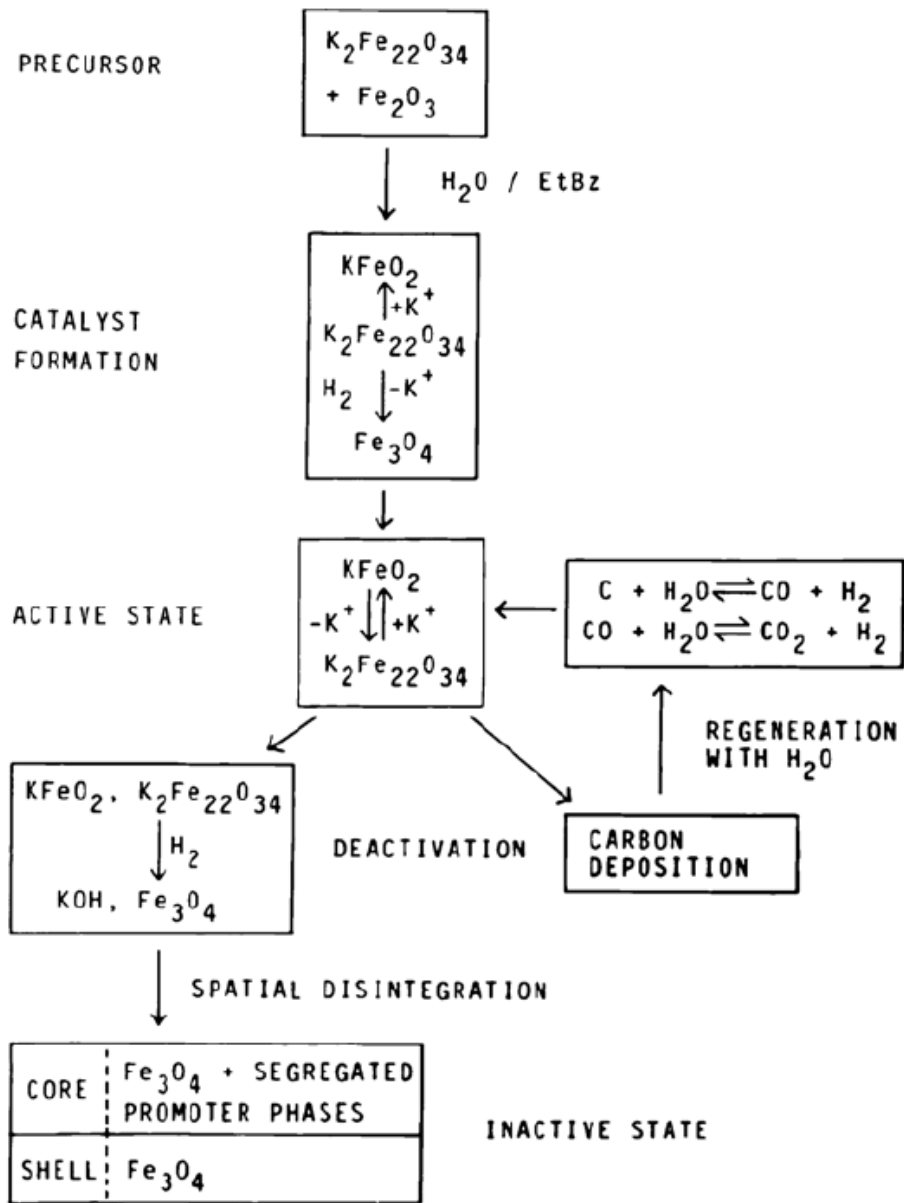 PRECURSOR
K₂Fe₂₂O₃₄
+ Fe₂O₃
H₂O / EtBz
CATALYST
FORMATION
KFeO₂
+K⁺
K₂Fe₂₂O₃₄
H₂ -K⁺
Fe₃O₄
ACTIVE STATE
KFeO₂
-K⁺ +K⁺
K₂Fe₂₂O₃₄
C + H₂O ⇌ CO + H₂
CO + H₂O ⇌ CO₂ + H₂
REGENERATION
WITH H₂O
KFeO₂, K₂Fe₂₂O₃₄
H₂
KOH, Fe₃O₄
DEACTIVATION
CARBON
DEPOSITION
SPATIAL DISINTEGRATION
CORE
Fe₃O₄ + SEGREGATED
PROMOTER PHASES
SHELL
Fe₃O₄
INACTIVE STATE